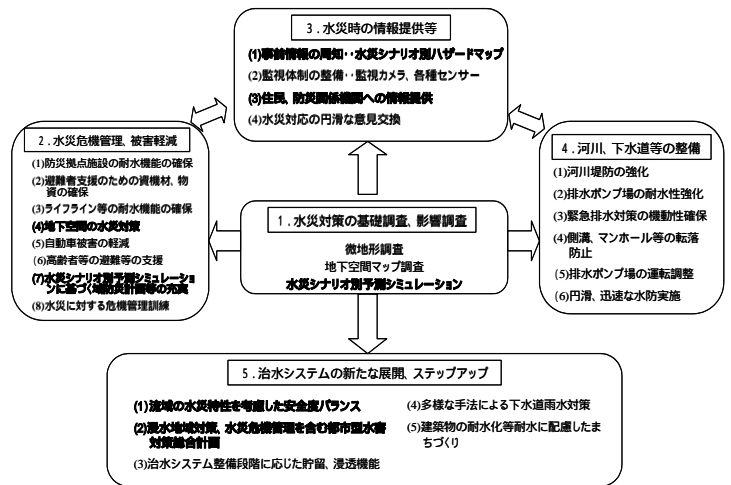 3．水災時の情報提供等
(1)事前情報の周知・・水災シナリオ別ハザードマップ
(2)監視体制の整備・・監視カメラ、各種センサー
(3)住民、防災関係機関への情報提供
(4)水災対応の円滑な意見交換
2．水災危機管理、被害軽減
(1)防災拠点施設の耐水機能の確保
(2)避難者支援のための資機材、物
資の確保
(3)ライフライン等の耐水機能の確保
(4)地下空間の水災対策
(5)自動車被害の軽減
(6)高齢者等の避難等の支援
(7)水災シナリオ別予測シミュレーショ
ンに基づく域防災計画等の充実
(8)水災に対する危機管理訓練
1．水災対策の基礎調査、影響調査
微地形調査
地下空間マップ調査
水災シナリオ別予測シミュレーション
4．河川、下水道等の整備
(1)河川堤防の強化
(2)排水ポンプ場の耐水性強化
(3)緊急排水対策の機動性確保
(4)側溝、マンホール等の転落
防止
(5)排水ポンプ場の運転調整
(6)円滑、迅速な水防実施
5．治水システムの新たな展開、ステップアップ
(1)流域の水災特性を考慮した安全度バランス
(2)浸水地域対策、水災危機管理を含む都市型水害
対策総合計画
(3)治水システム整備段階に応じた貯留、浸透機能
(4)多様な手法による下水道雨水対策
(5)建築物の耐水化等耐水に配慮したま
ちづくり